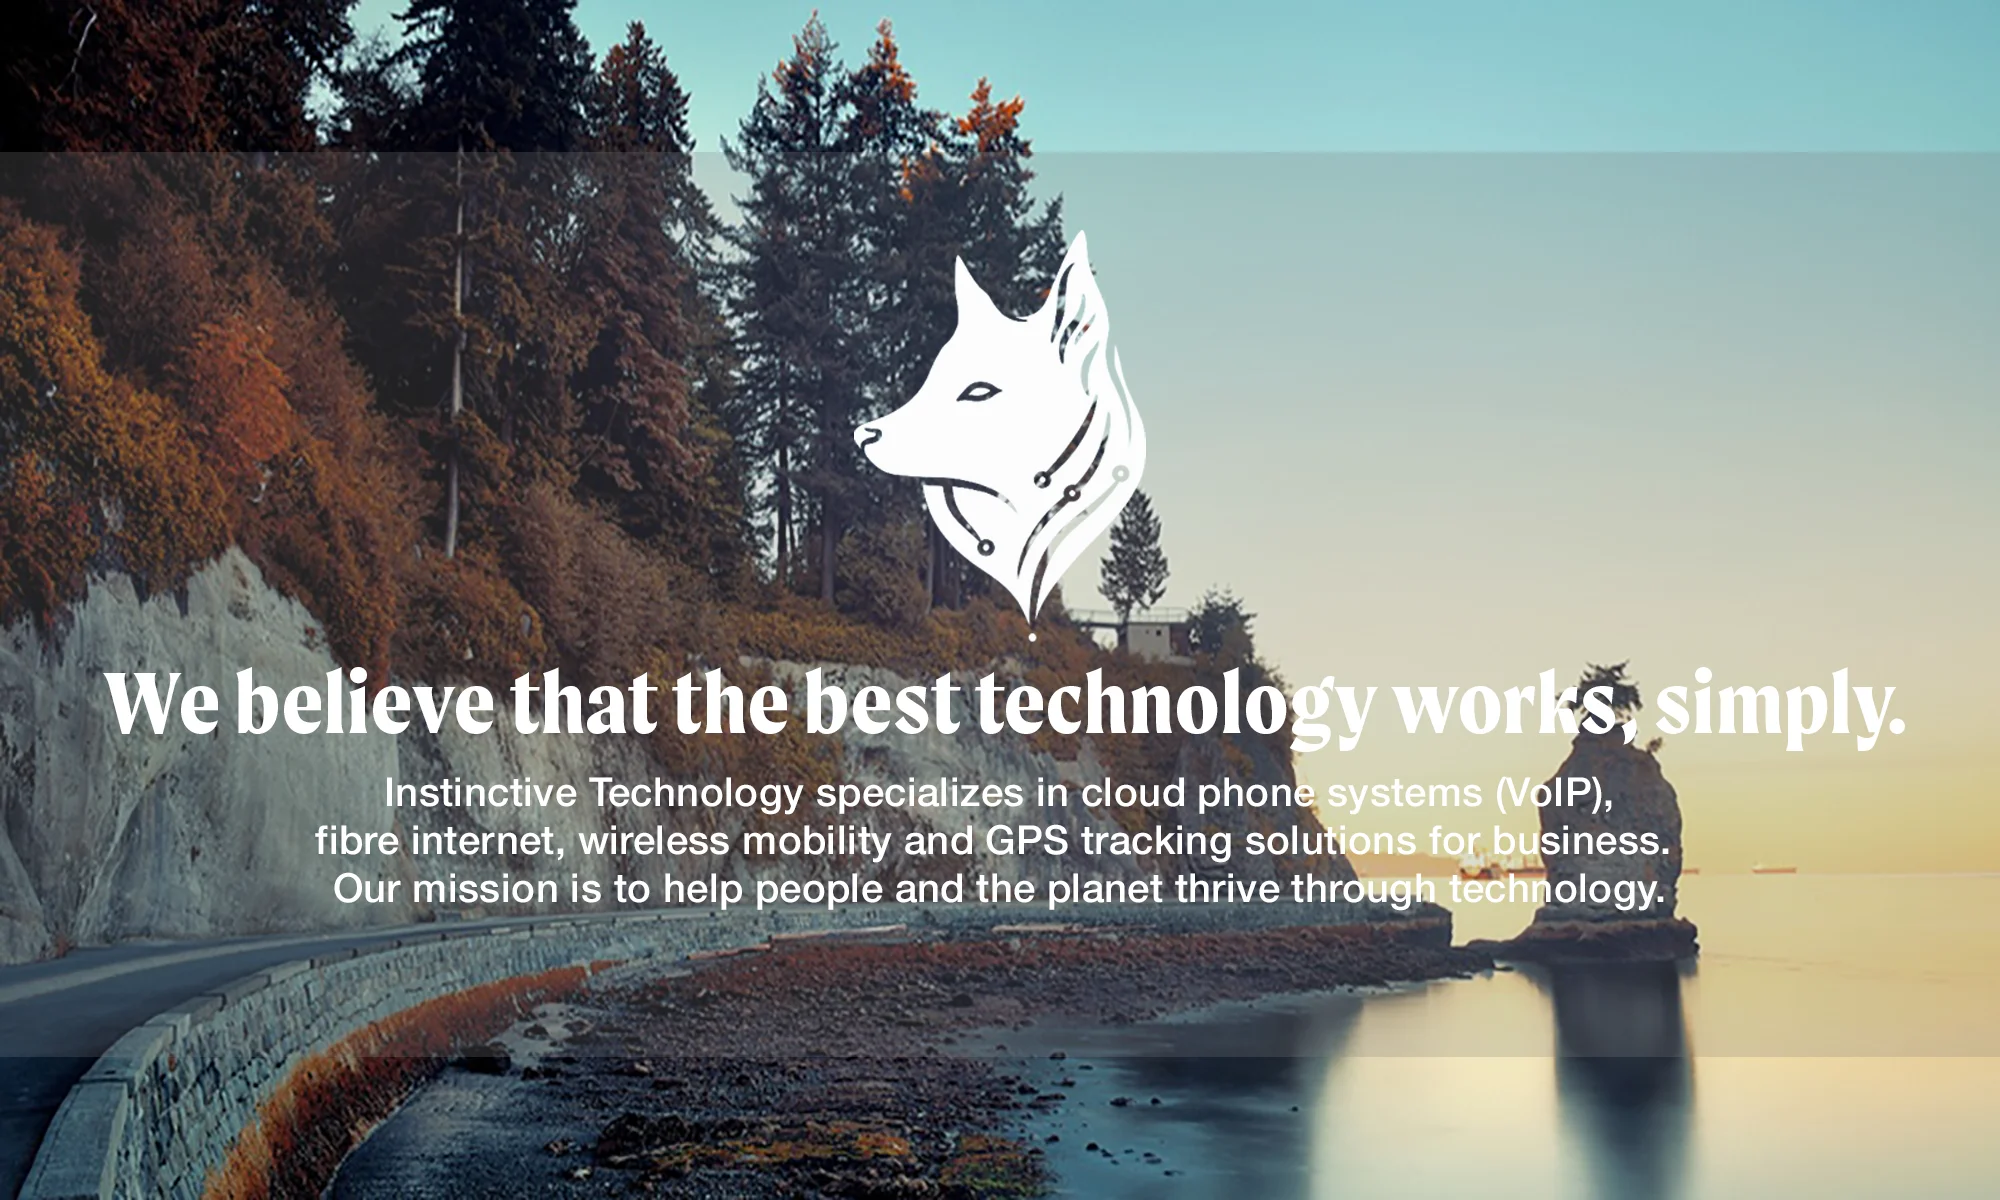 We believe that the best technology works, simply.
Instinctive Technology specializes in cloud phone systems (VoIP),
fibre internet, wireless mobility and GPS tracking solutions for business.
Our mission is to help people and the planet thrive through technology.